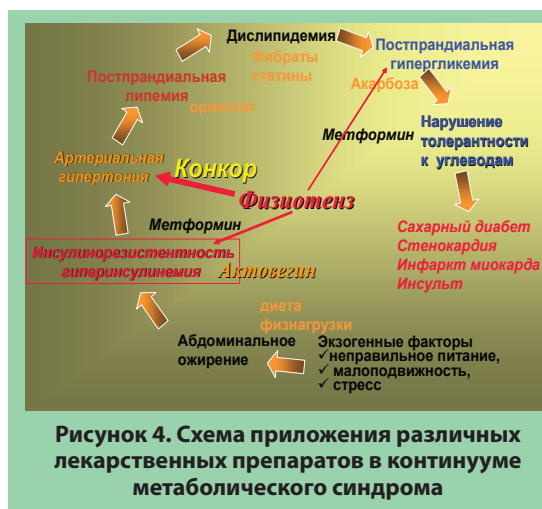 Дислипидемия
Фибраты
статины
Постпрандиальная
гипергликемия
Постпрандиальная
липемия
орлистат
Акарбоза
Метформин
Нарушение
толерантности
к углеводам
Артериальная
гипертония
Конкор
Физиотенз
Метформин
Сахарный диабет
Стенокардия
Инфаркт миокарда
Инсульт
Инсулинорезистентность
гиперинсулинемия
Актовегин
диета
физнагрузки
Абдоминальное
ожирение
Экзогенные факторы
✓неправильное питание,
✓ малоподвижность,
✓ стресс
Рисунок 4. Схема приложения различных
лекарственных препаратов в континууме
метаболического синдрома